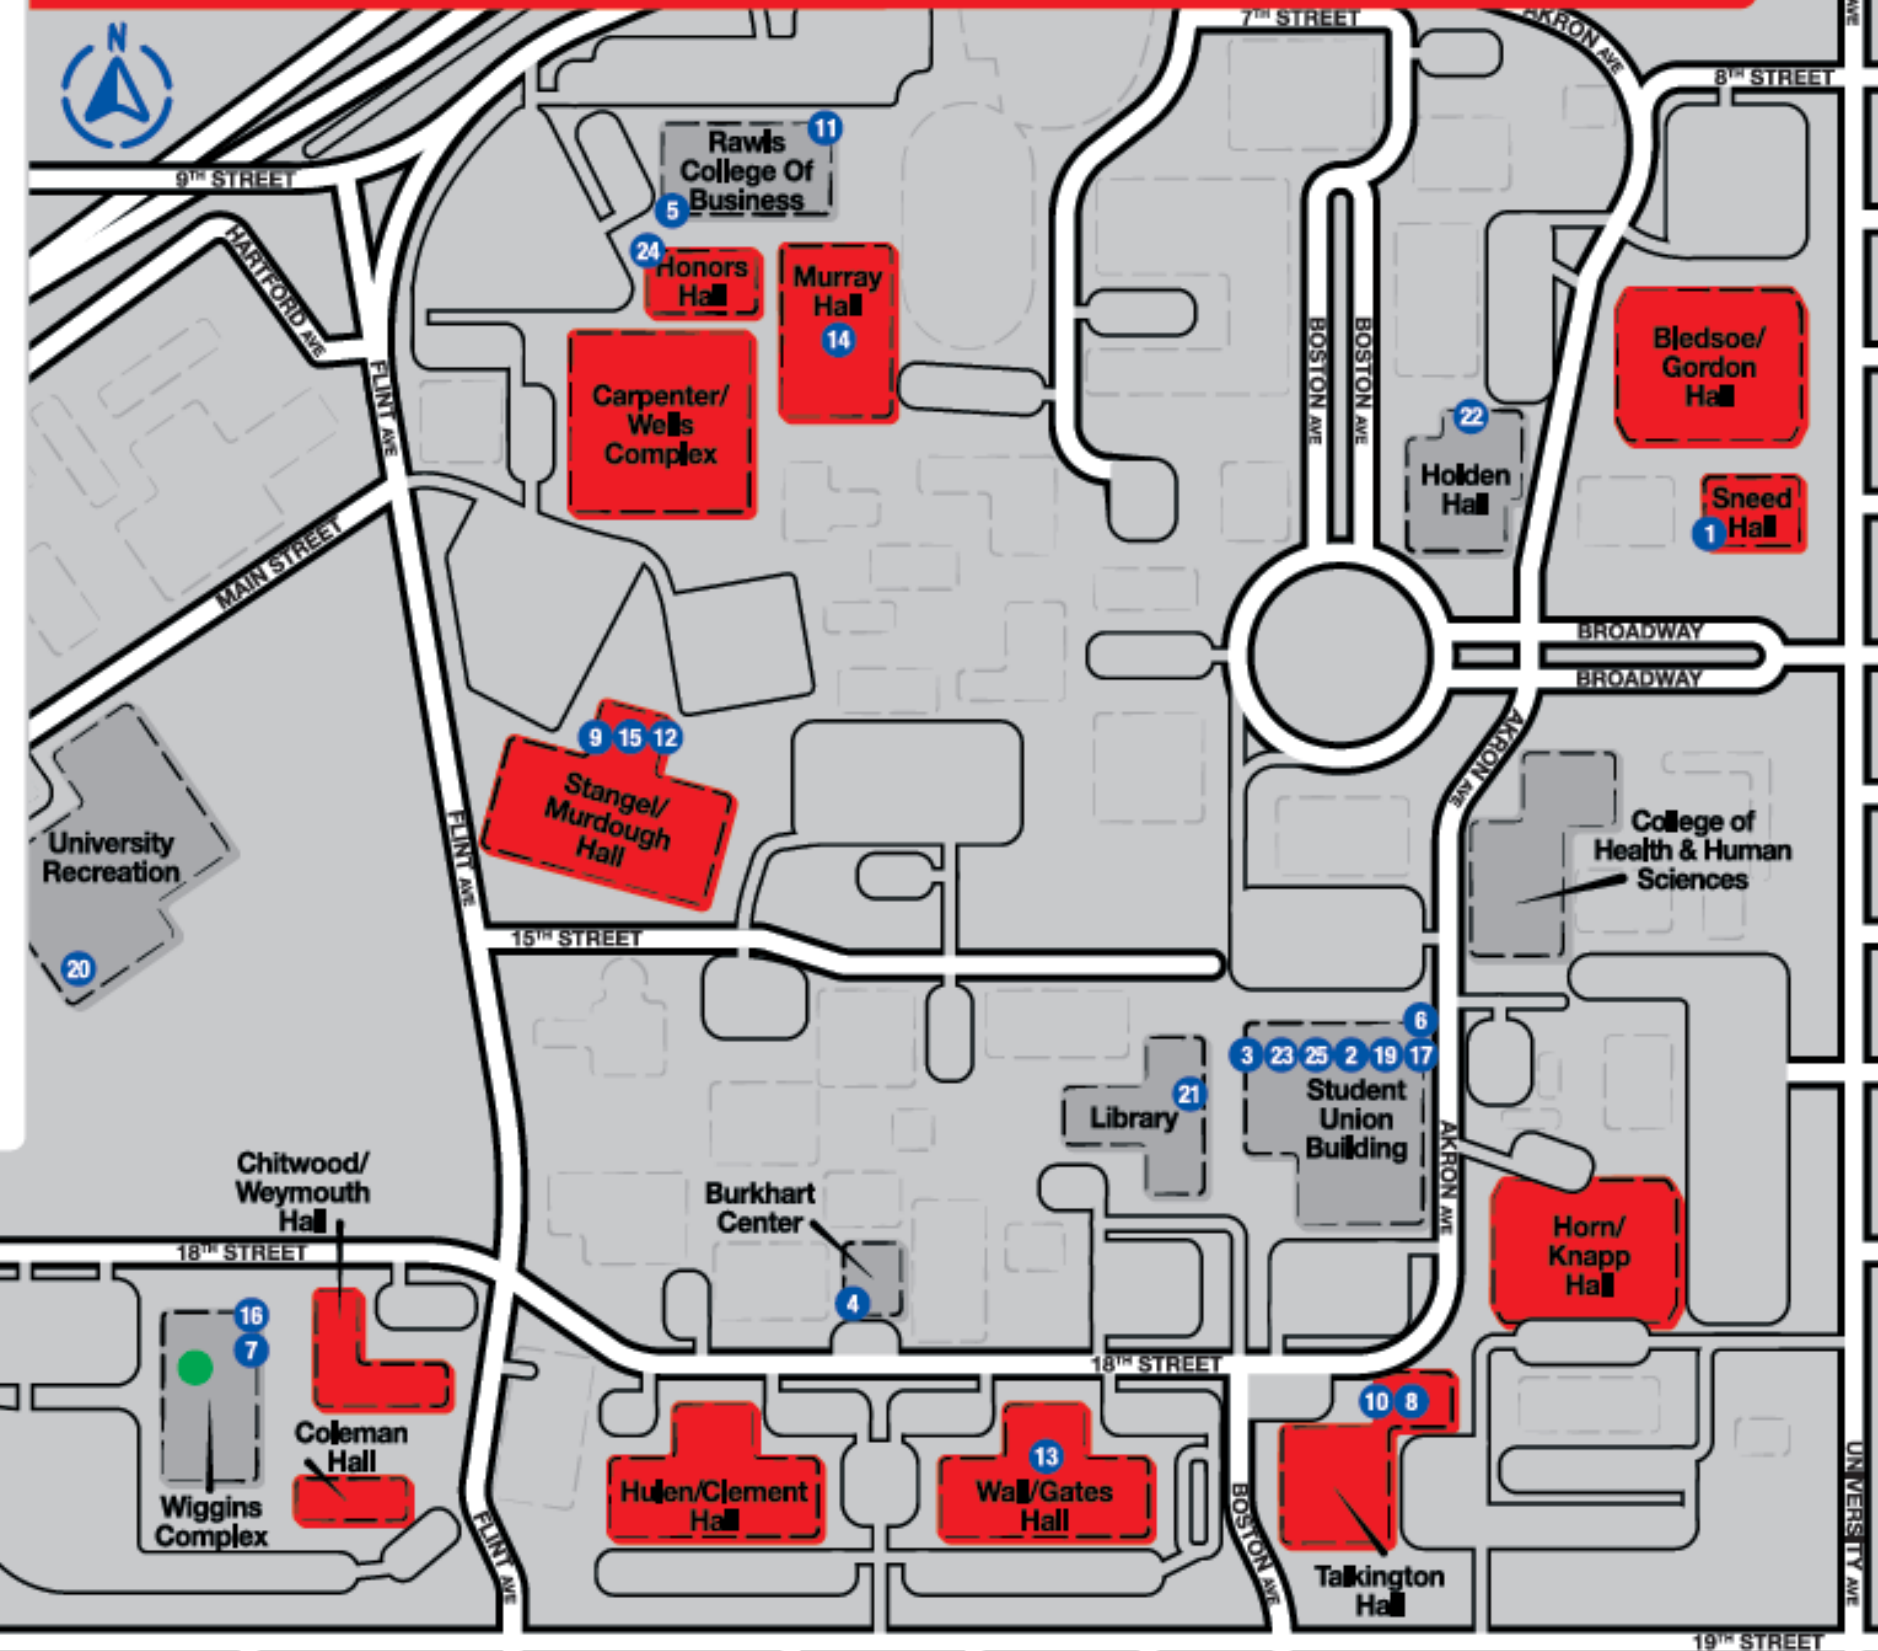 N
7TH STREET
AKRON AVE
AVE
8TH STREET
9TH STREET
11
Rawls
College Of
Business
5
HARTFORD AVE
24
Honors
Hall
Murray
Hall
14
BOSTON AVE
BOSTON AVE
Bledsoe/
Gordon
Hall
FLINT AVE
Carpenter/
Wells
Complex
22
Holden
Hall
Sneed
Hall
1
MAIN STREET
BROADWAY
BROADWAY
9 15 12
Stangel/
Murdough
Hall
AKRON AVE
University
Recreation
20
FLINT AVE
College of
Health & Human
Sciences
15TH STREET
6
3 23 25 2 19 17
Student
Union
Building
21
Library
AKRON AVE
Chitwood/
Weymouth
Hall
Burkhart
Center
4
18TH STREET
Horn/
Knapp
Hall
16
7
18TH STREET
10 8
Coleman
Hall
Wiggins
Complex
Hulen/Clement
Hall
13
Wall/Gates
Hall
FLINT AVE
BOSTON AVE
Talkington
Hall
UNIVERSITY AVE
19TH STREET